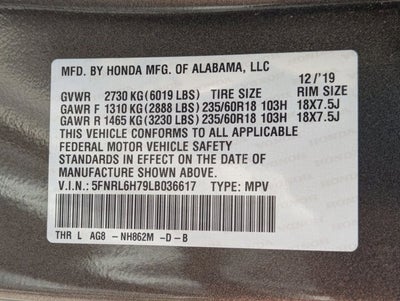 MFD. BY HONDA MFG. OF ALABAMA, LLC
12/'19
GVWR 2730 KG(6019 LBS) TIRE SIZE RIM SIZE
GAWR F 1310 KG(2888 LBS)235/60R18 103H 18X7.5J
GAWR R 1465 KG(3230 LBS)235/60R18 103H 18X7.5J
THIS VEHICLE CONFORMS TO ALL APPLICABLE
FEDERAL MOTOR VEHICLE SAFETY
STANDARDS IN EFFECT ON THE DATE OF
MANUFACTURE SHOWN ABOVE.
V.I.N.: 5FNRL6H79LB036617 TYPE: MPV
THR L AG8 -NH862M -D -B